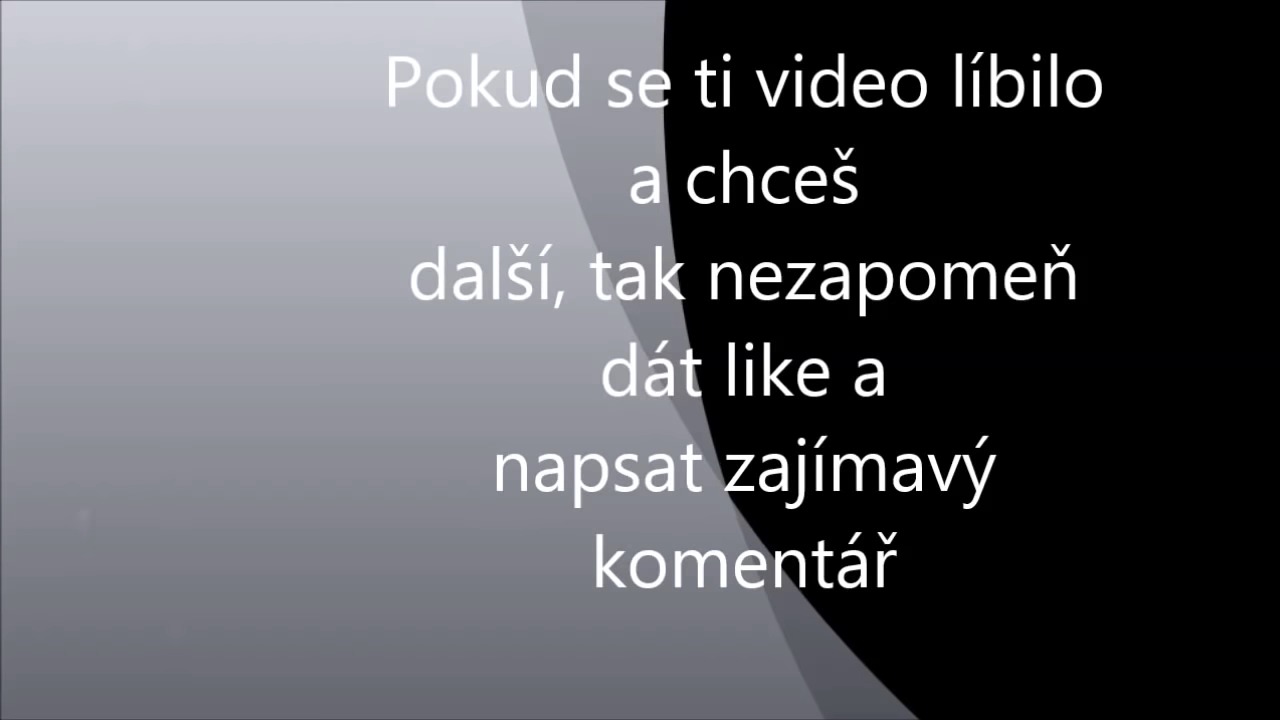 Pokud se ti video líbilo
a chceš
další, tak nezapomeň
dát like a
napsat zajímavý
komentář